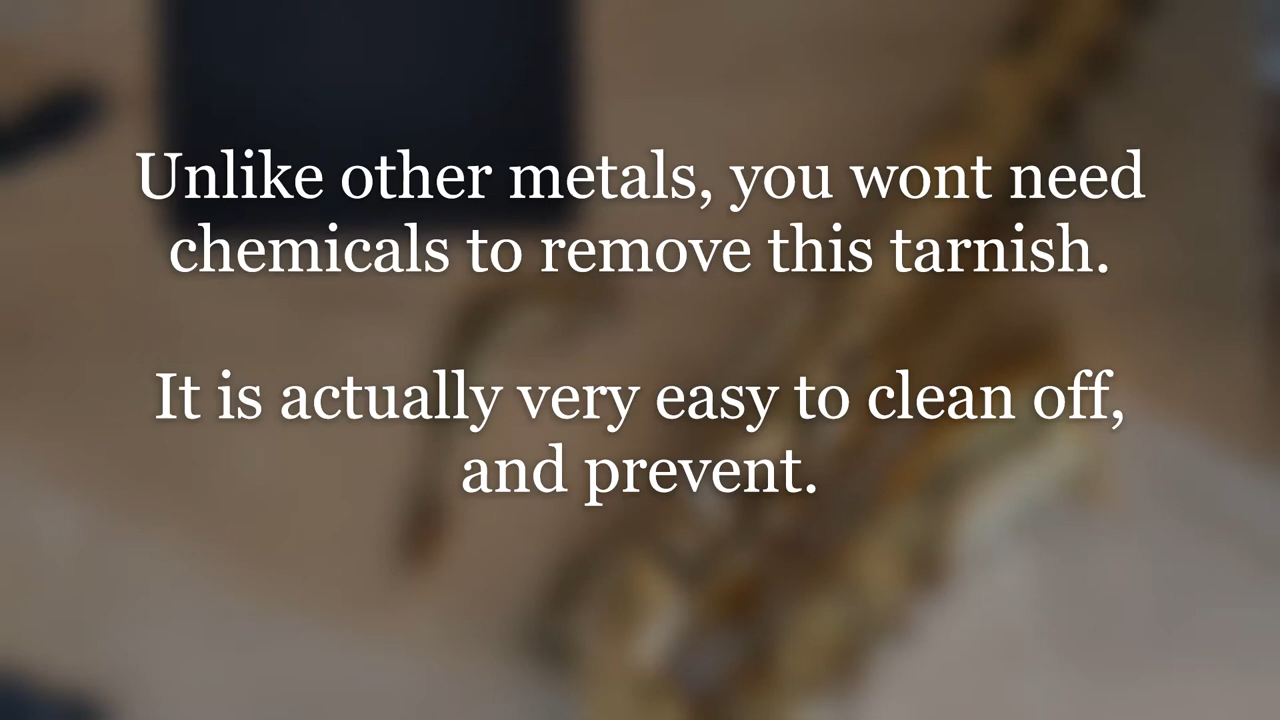 Unlike other metals, you wont need
chemicals to remove this tarnish.
It is actually very easy to clean off,
and prevent.